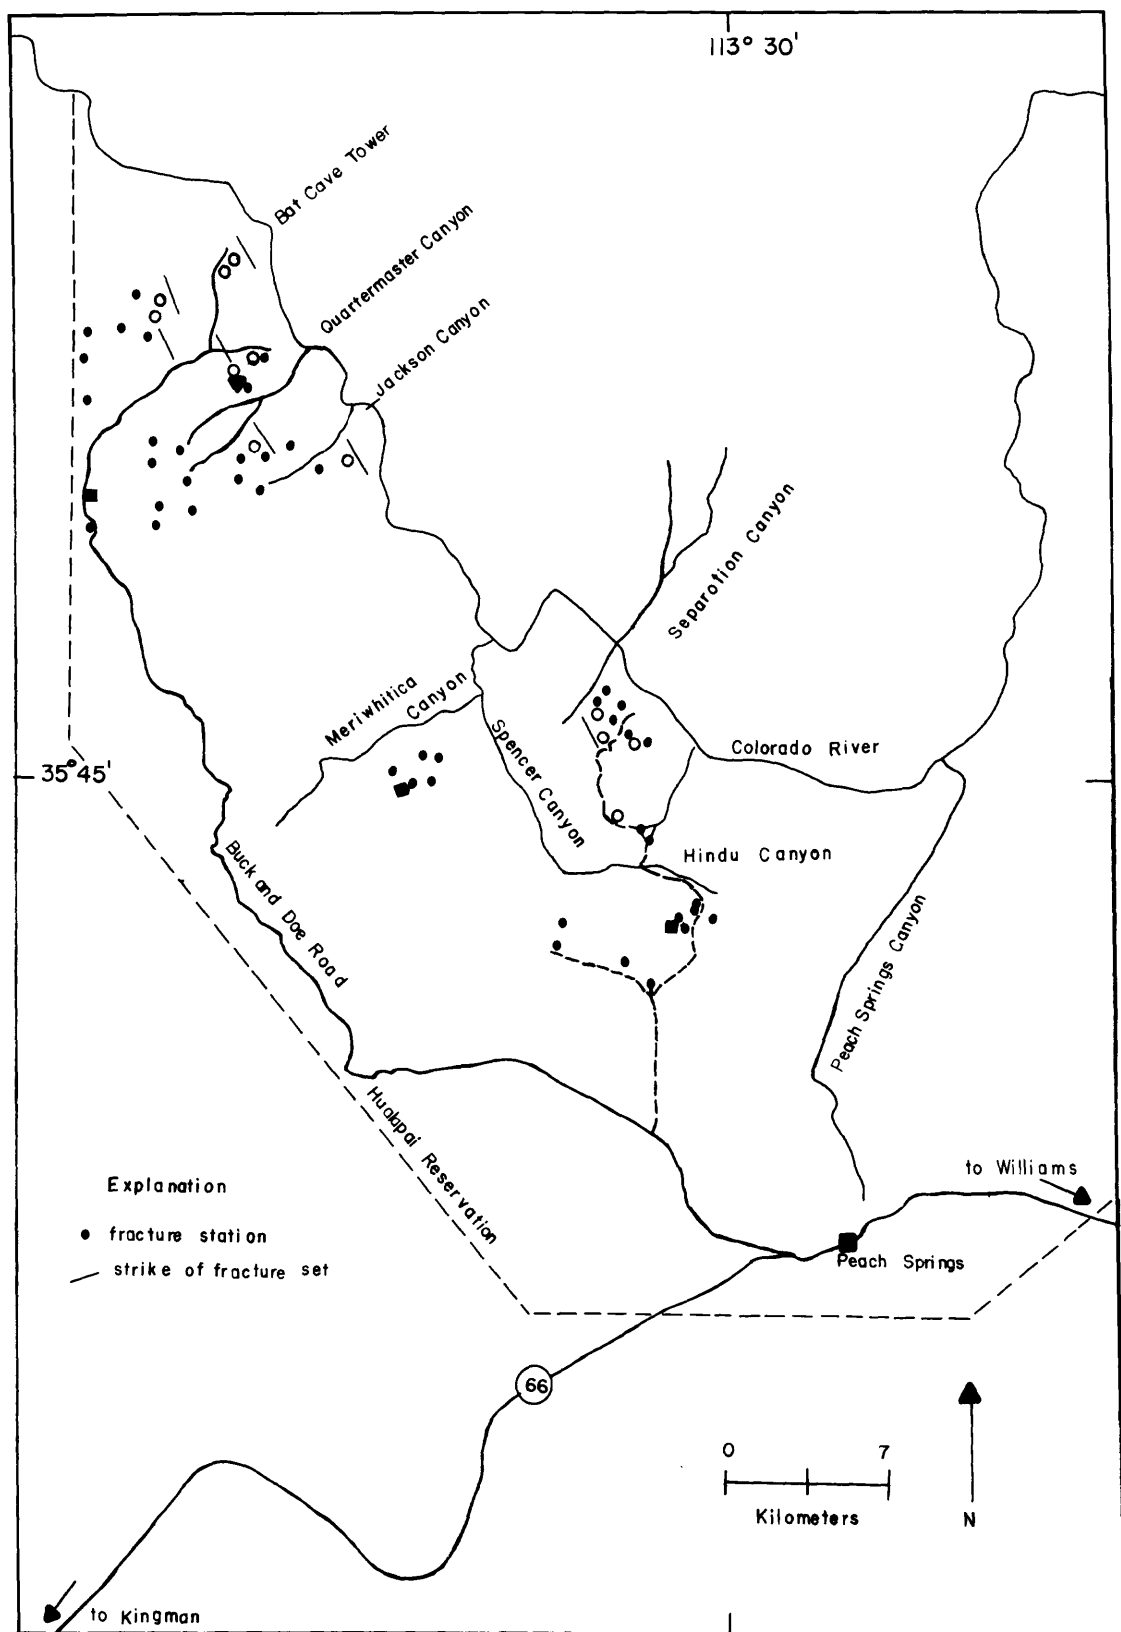 113° 30'
Bat Cave Tower
Quartermaster Canyon
Jackson Canyon
Separation Canyon
Meriwhitica
Canyon
Spencer Canyon
Colorado River
35° 45'
Hindu Canyon
Buck and Doe Road
Peach Springs Canyon
Hualapai Reservation
to Williams
Explanation
fracture station
strike of fracture set
Peach Springs
66
0 7
Kilometers
N
to Kingman